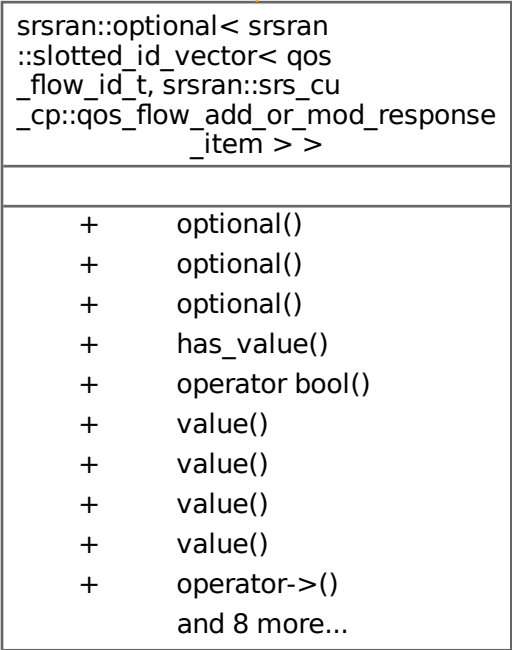 srsran::optional< srsran
::slotted_id_vector< qos
_flow_id_t, srsran::srs_cu
_cp::qos_flow_add_or_mod_response
_item > >
+ optional()
+ optional()
+ optional()
+ has_value()
+ operator bool()
+ value()
+ value()
+ value()
+ value()
+ operator->()
and 8 more...